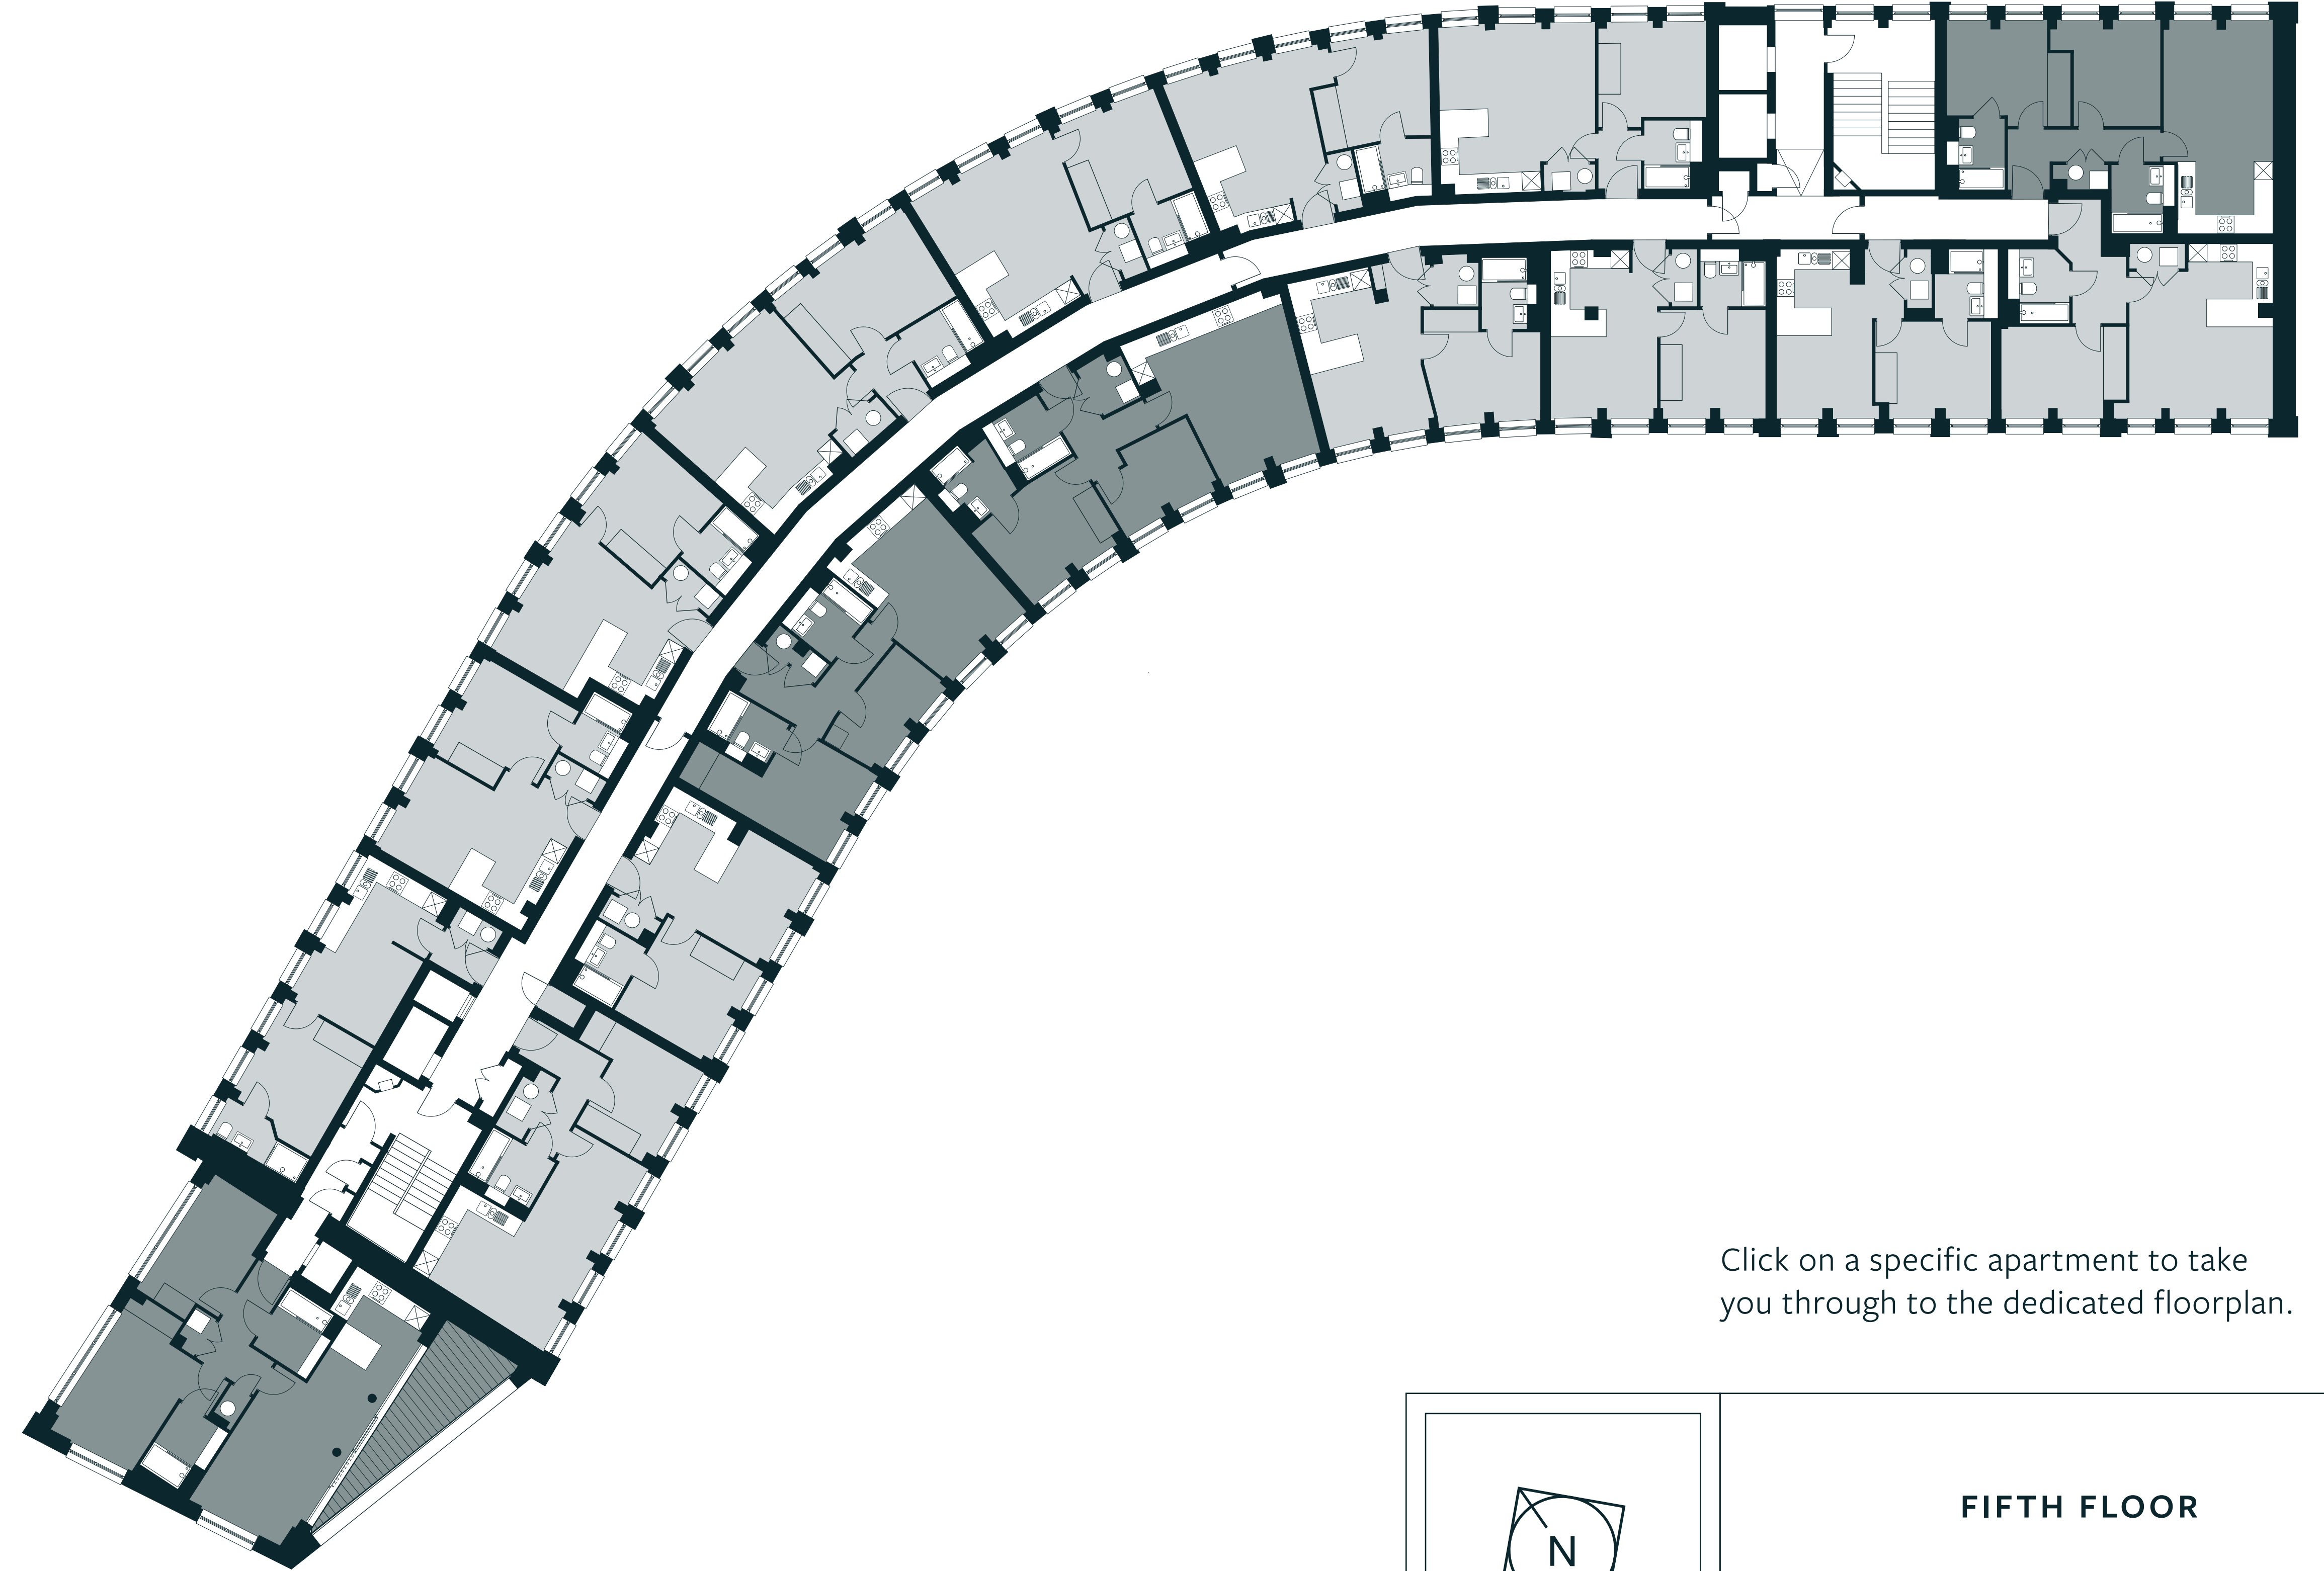 Click on a specific apartment to take
you through to the dedicated floorplan.
FIFTH FLOOR
N